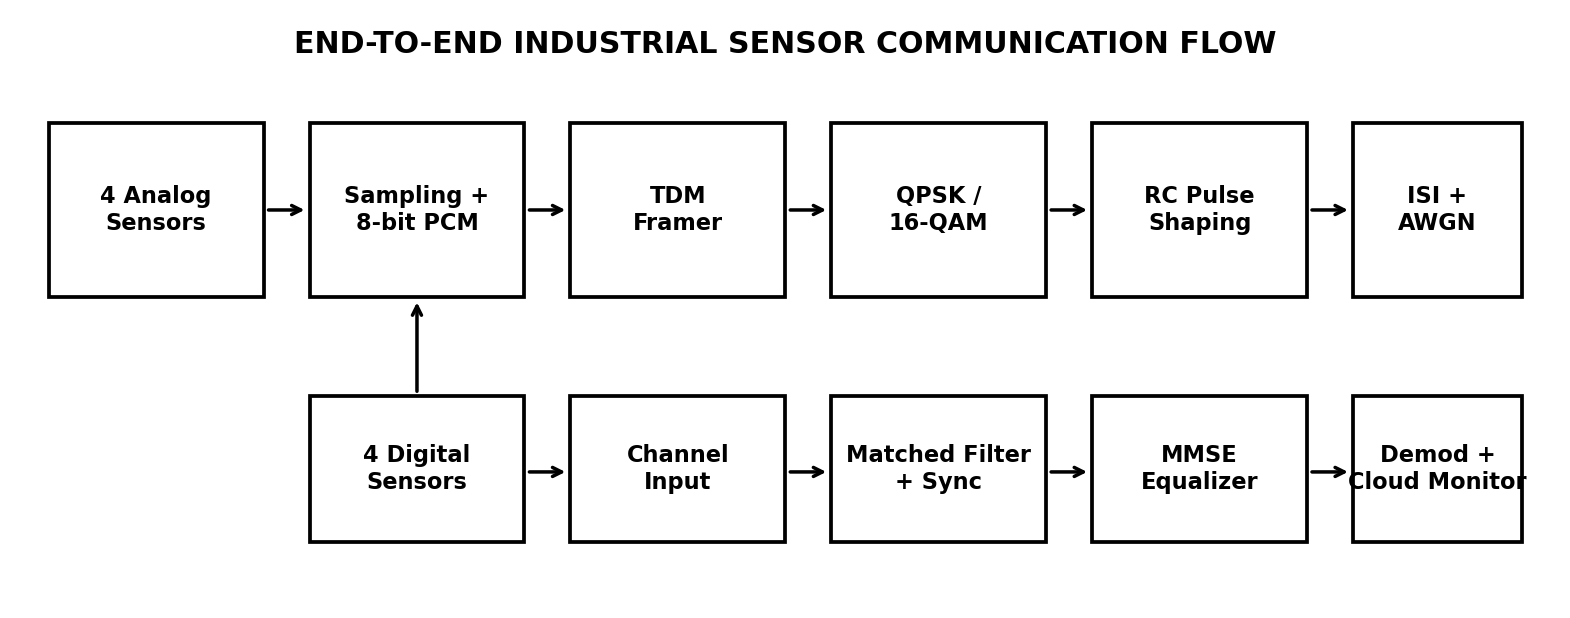 END-TO-END INDUSTRIAL SENSOR COMMUNICATION FLOW
4 Analog
Sensors
Sampling +
8-bit PCM
TDM
Framer
QPSK /
16-QAM
RC Pulse
Shaping
ISI +
AWGN
4 Digital
Sensors
Channel
Input
Matched Filter
+ Sync
MMSE
Equalizer
Demod +
Cloud Monitor